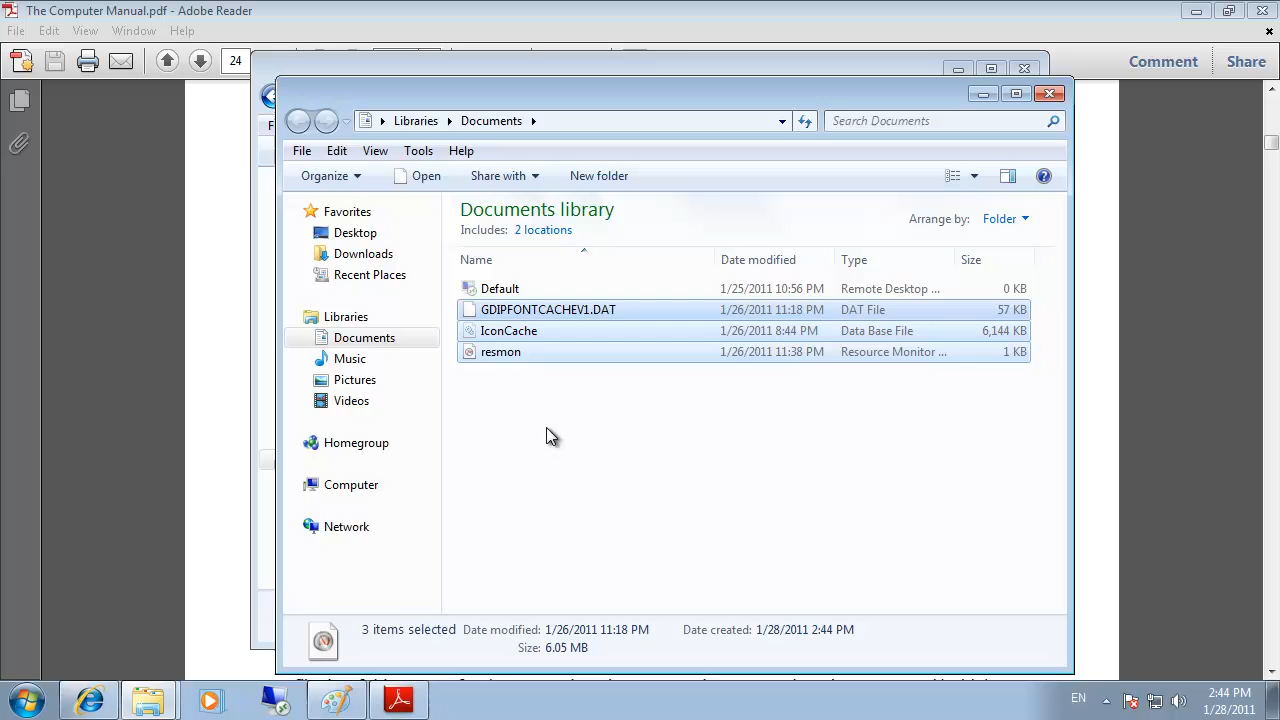 The Computer Manual.pdf - Adobe Reader
File Edit View Window Help
24
Comment Share
Libraries Documents
Search Documents
File Edit View Tools Help
Organize Open Share with New folder
Documents library
Includes: 2 locations
Arrange by: Folder
Name Date modified Type Size
Default 1/25/2011 10:56 PM Remote Desktop ... 0 KB
GDIPFONTCACHEV1.DAT 1/26/2011 11:18 PM DAT File 57 KB
IconCache 1/26/2011 8:44 PM Data Base File 6,144 KB
resmon 1/26/2011 11:38 PM Resource Monitor ... 1 KB
Favorites
Desktop
Downloads
Recent Places
Libraries
Documents
Music
Pictures
Videos
Homegroup
Computer
Network
3 items selected Date modified: 1/26/2011 11:18 PM Date created: 1/28/2011 2:44 PM
Size: 6.05 MB
EN
2:44 PM
1/28/2011